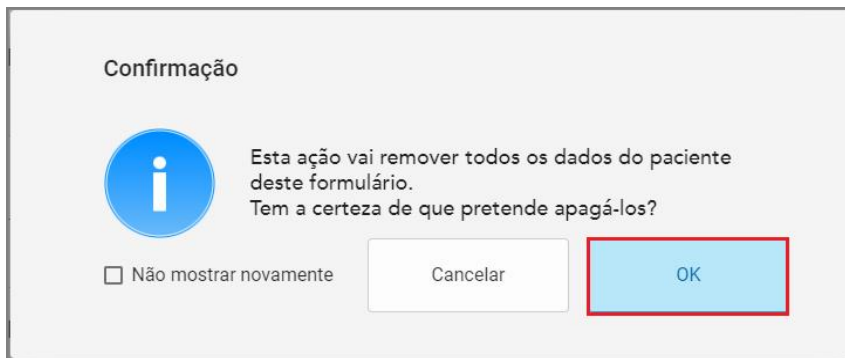 Confirmação
Esta ação vai remover todos os dados do paciente
deste formulário.
Tem a certeza de que pretende apagá-los?
Não mostrar novamente
Cancelar
OK